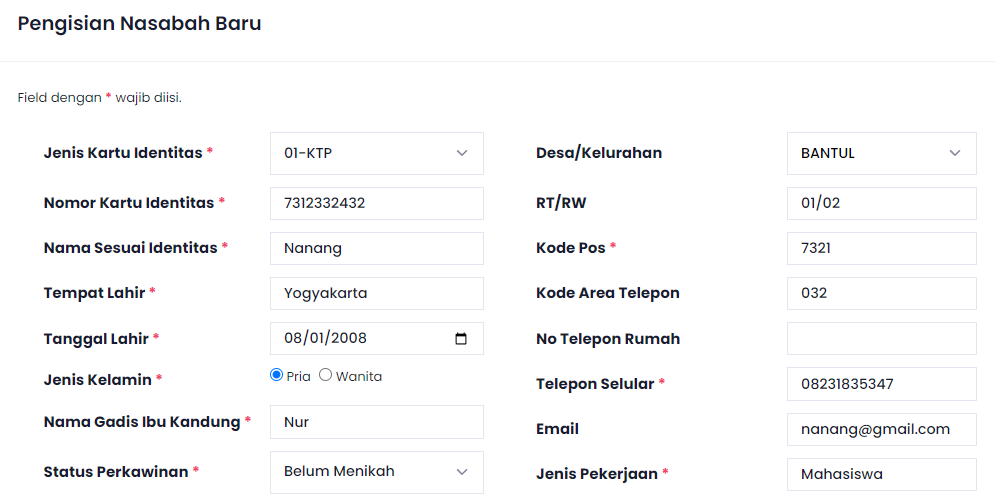 Pengisian Nasabah Baru
Field dengan * wajib diisi.
Jenis Kartu Identitas * 01-KTP
Nomor Kartu Identitas * 7312332432
Nama Sesuai Identitas * Nanang
Tempat Lahir * Yogyakarta
Tanggal Lahir * 08/01/2008
Jenis Kelamin * Pria Wanita
Nama Gadis Ibu Kandung * Nur
Status Perkawinan * Belum Menikah
Desa/Kelurahan BANTUL
RT/RW 01/02
Kode Pos * 7321
Kode Area Telepon 032
No Telepon Rumah
Telepon Selular * 08231835347
Email nanang@gmail.com
Jenis Pekerjaan * Mahasiswa